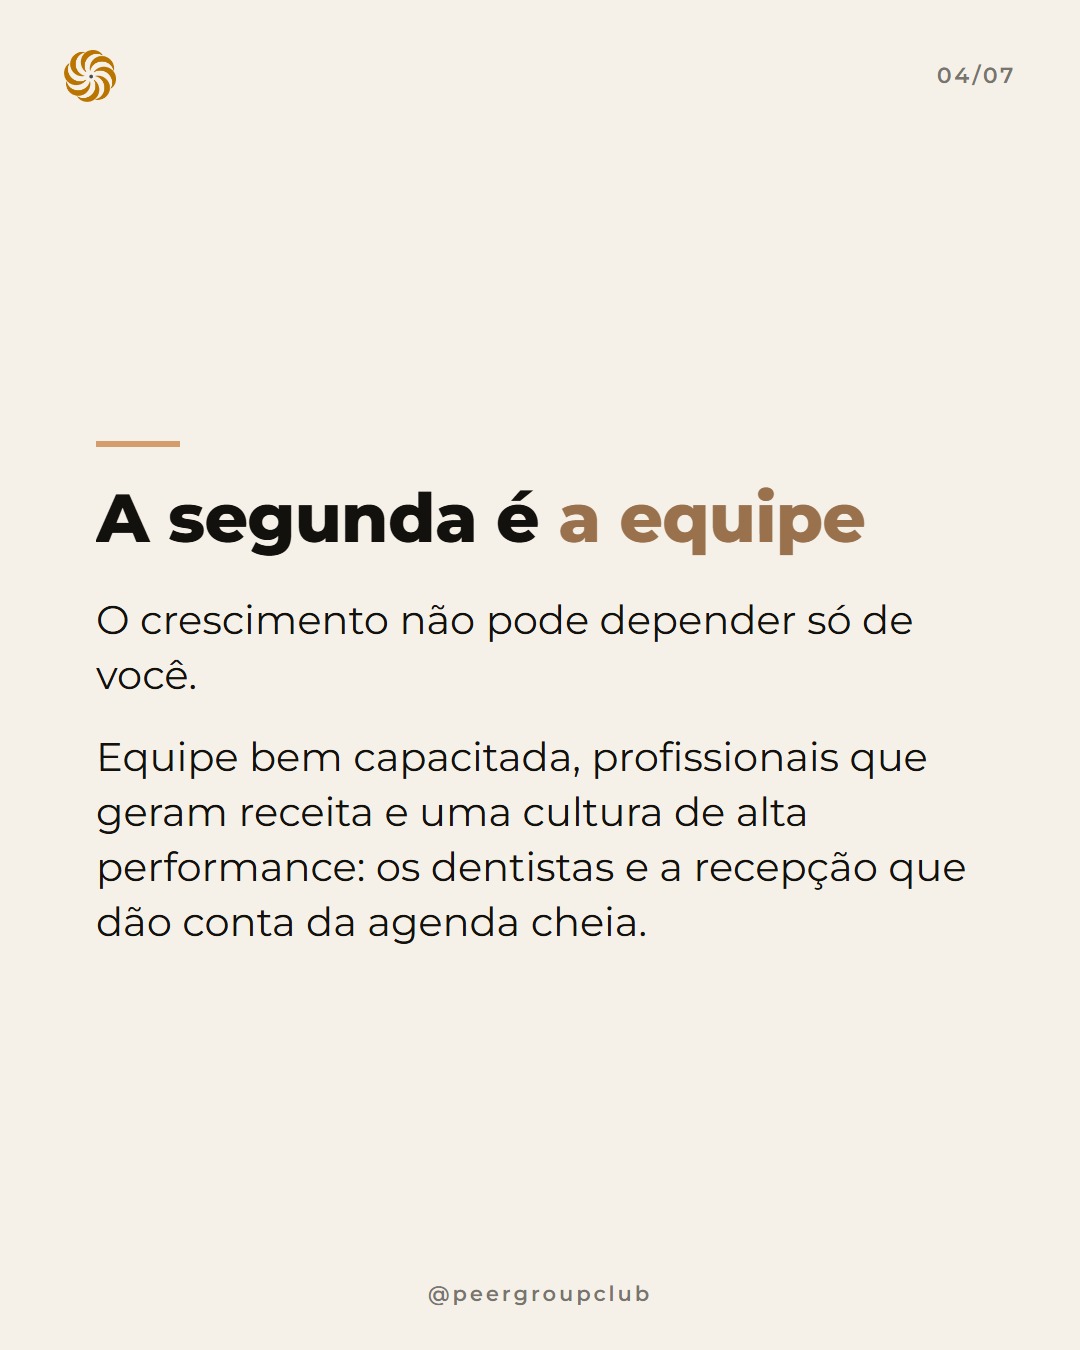 04/07
A segunda é a equipe
O crescimento não pode depender só de
você.
Equipe bem capacitada, profissionais que
geram receita e uma cultura de alta
performance: os dentistas e a recepção que
dão conta da agenda cheia.
@peergroupclub